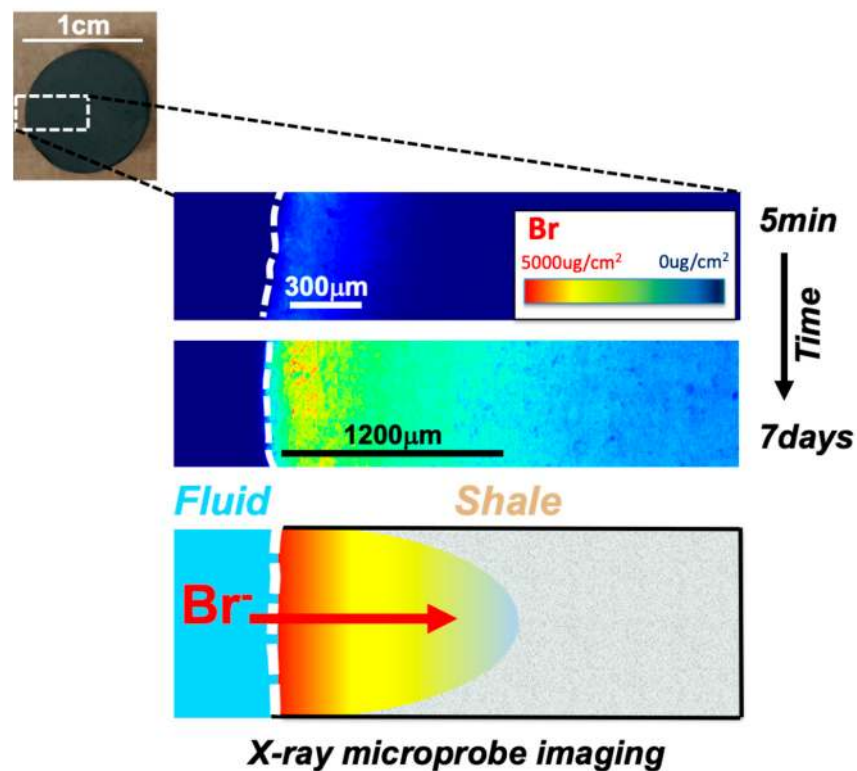 1cm
5min
Br
5000ug/cm² 0ug/cm²
300μm
Time
1200μm
7days
Fluid Shale
Br⁻
X-ray microprobe imaging